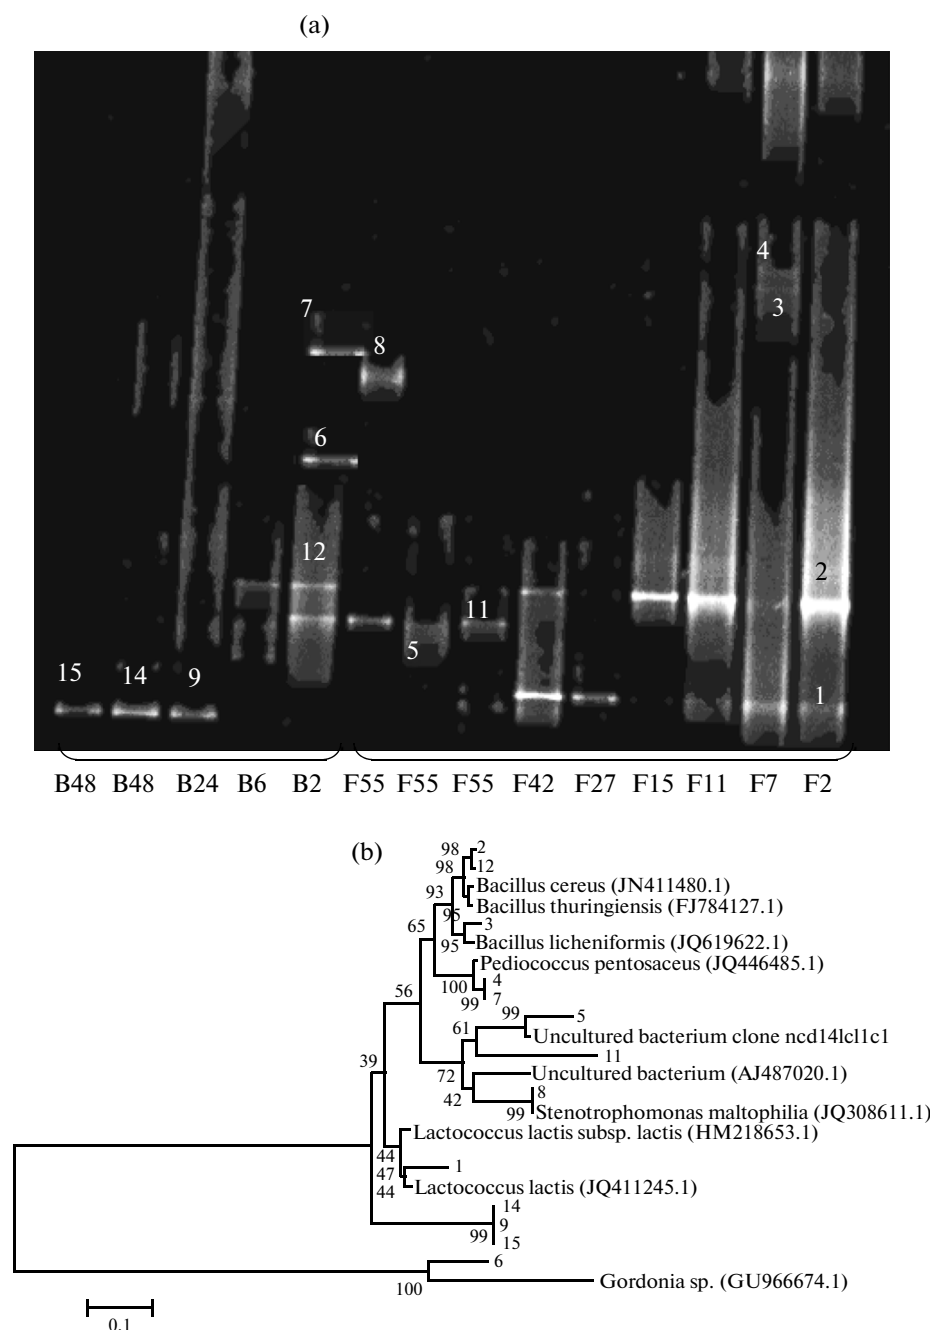 (a)
4
7
3
8
6
12
2
11
5
15
14
9
1
B48 B48 B24 B6 B2 F55 F55 F55 F42 F27 F15 F11 F7 F2
(b)
98 2
98 12
93 Bacillus cereus (JN411480.1)
95 Bacillus thuringiensis (FJ784127.1)
65 3
95 Bacillus licheniformis (JQ619622.1)
Pediococcus pentosaceus (JQ446485.1)
100 4
56 99 7
99 5
61 Uncultured bacterium clone ncd14lcl1c1
11
39 72 Uncultured bacterium (AJ487020.1)
42 8
99 Stenotrophomonas maltophilia (JQ308611.1)
Lactococcus lactis subsp. lactis (HM218653.1)
44
47 1
44 Lactococcus lactis (JQ411245.1)
14
99 9
15
6
100 Gordonia sp. (GU966674.1)
0.1